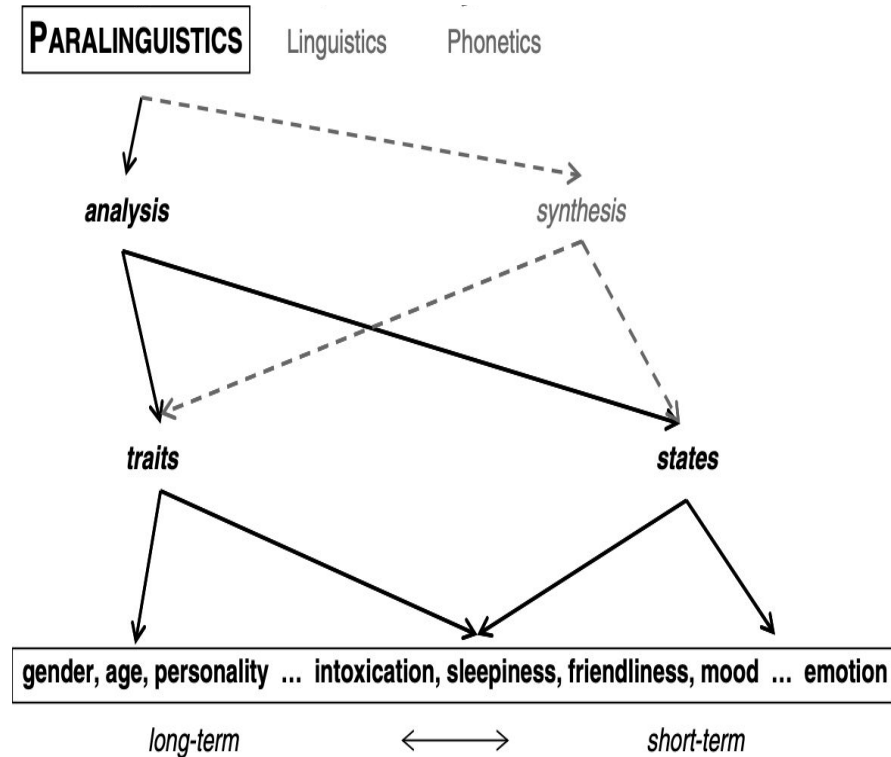 PARALINGUISTICS Linguistics Phonetics
analysis synthesis
traits states
gender, age, personality ... intoxication, sleepiness, friendliness, mood ... emotion
long-term short-term